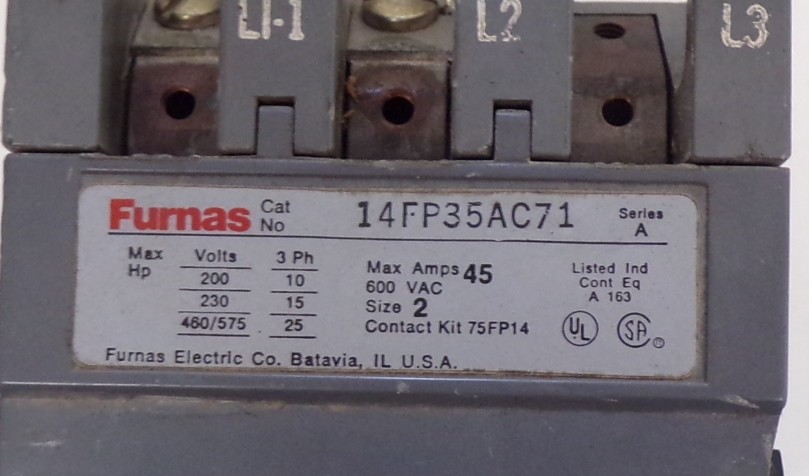 L1-1 L2 L3
Furnas Cat No 14FP35AC71 Series A
Max Hp Volts 3 Ph
200 10
230 15
460/575 25
Max Amps 45
600 VAC
Size 2
Contact Kit 75FP14
Listed Ind
Cont Eq
A 163
UL SA
Furnas Electric Co. Batavia, IL U.S.A.